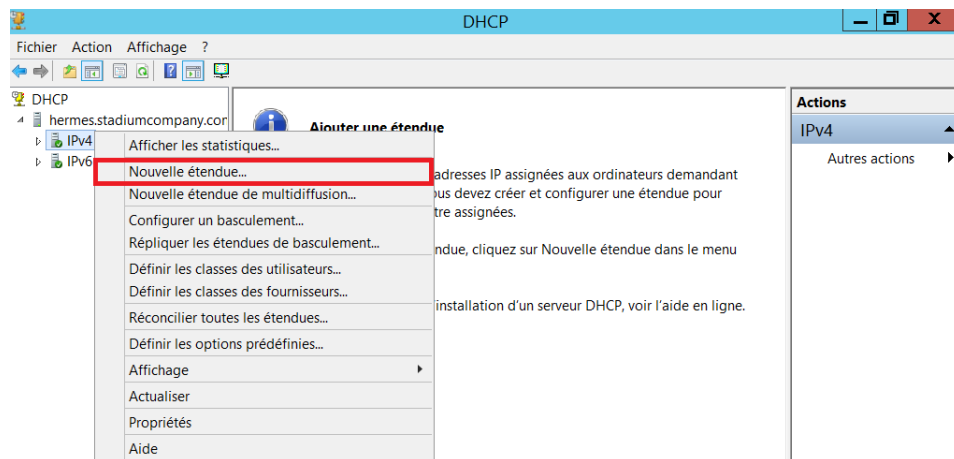 DHCP
Fichier Action Affichage ?
DHCP
hermes.stadiumcompany.con
IPv4
IPv6
Afficher les statistiques...
Nouvelle étendue...
Nouvelle étendue de multidiffusion...
Configurer un basculement...
Répliquer les étendues de basculement...
Définir les classes des utilisateurs...
Définir les classes des fournisseurs...
Réconcilier toutes les étendues...
Définir les options prédéfinies...
Affichage
Actualiser
Propriétés
Aide
Ajouter une étendue
adresses IP assignées aux ordinateurs demandant
us devez créer et configurer une étendue pour
tre assignées.
ndue, cliquez sur Nouvelle étendue dans le menu
'installation d'un serveur DHCP, voir l'aide en ligne.
Actions
IPv4
Autres actions